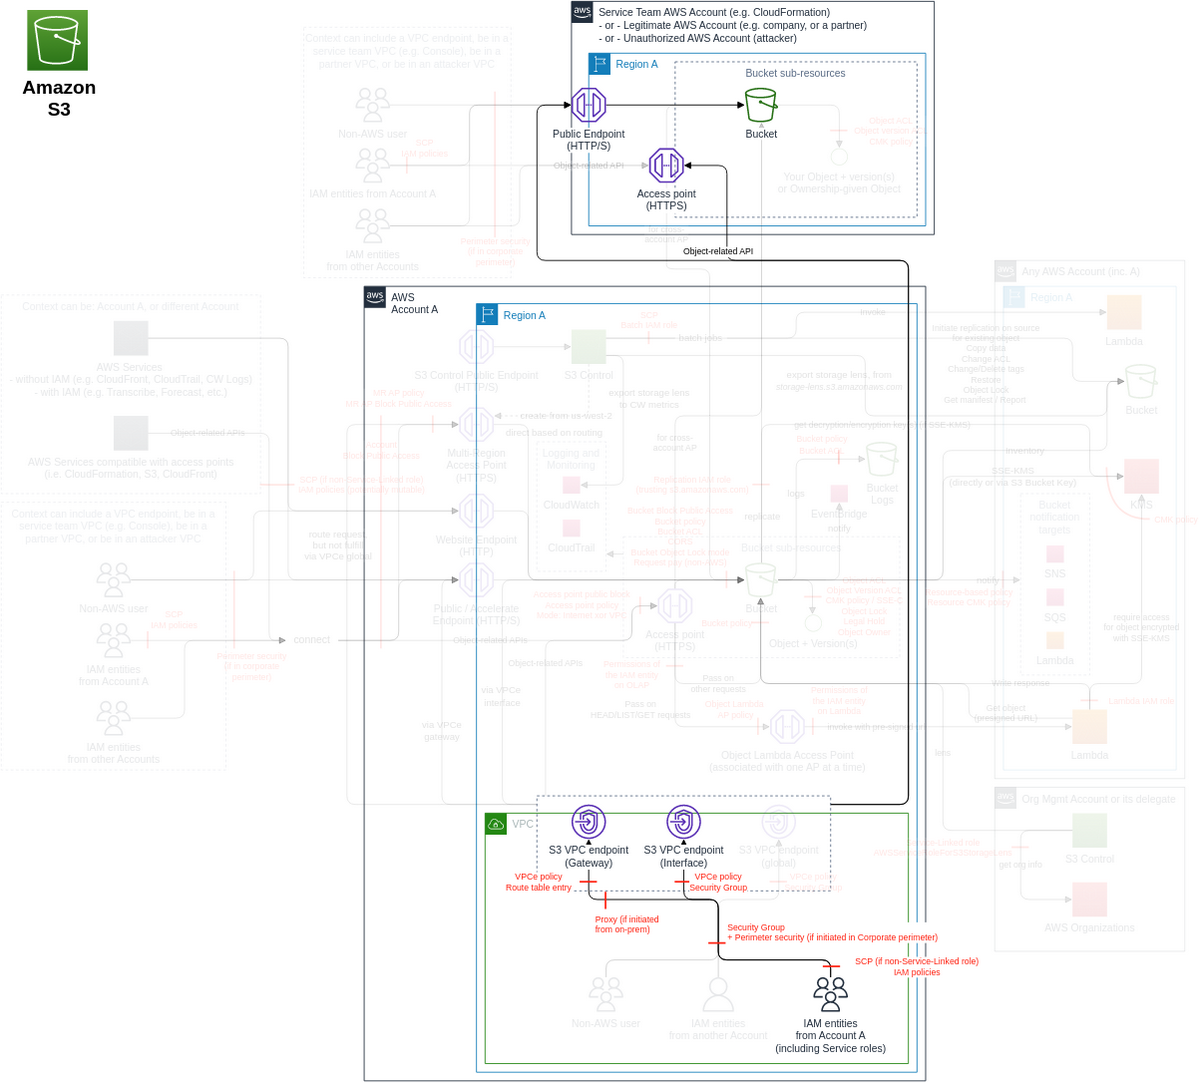 Amazon
S3
aws
Service Team AWS Account (e.g. CloudFormation)
- or - Legitimate AWS Account (e.g. company, or a partner)
- or - Unauthorized AWS Account (attacker)
Region A
Bucket sub-resources
Public Endpoint
(HTTP/S)
Bucket
Access point
(HTTPS)
Object ACL
CMK policy
Your Object + version(s)
or Ownership-given Object
Object-related API
Context can include a VPC endpoint, be in a
service team VPC (e.g. Console), be in a
partner VPC, or be in an attacker VPC
Non-AWS user
SCP
IAM policies
IAM entities from Account A
IAM entities
from other Accounts
Perimeter security
(if in corporate
perimeter)
for cross-
account AP
Object-related API
aws
AWS
Account A
Region A
Context can be: Account A, or different Account
AWS Services
- without IAM (e.g. CloudFront, CloudTrail, CW Logs)
- with IAM (e.g. Transcribe, Forecast, etc.)
Object-related APIs
AWS Services compatible with access points
(i.e. CloudFront, S3, CloudFront)
SCP (if non-Service-Linked role)
IAM policies (potentially mutable)
Context can include a VPC endpoint, be in a
service team VPC (e.g. Console), be in a
partner VPC, or be in an attacker VPC
Non-AWS user
SCP
IAM policies
IAM entities
from Account A
Perimeter security
(if in corporate
perimeter)
IAM entities
from other Accounts
connect
route request,
but not fulfill
via VPCe global
MR AP policy
MR AP Block Public Access
Account
Block Public Access
S3 Control Public Endpoint
(HTTP/S)
S3 Control
SCP
Batch IAM role
batch jobs
invoke
export storage lens
to CW metrics
export storage lens, from
storage-lens.s3.amazonaws.com
create from us-west-2
direct based on routing
Multi-Region
Access Point
(HTTPS)
Logging and
Monitoring
CloudWatch
CloudTrail
for cross-
account AP
get decryption/encryption keys (if SSE-KMS)
Bucket policy
Bucket ACL
logs
Bucket
Logs
EventBridge
notify
Replication IAM role
(trusting s3.amazonaws.com)
replicate
Bucket Block Public Access
Bucket policy
Bucket ACL
CORS
Bucket Object Lock mode
Request pay (non-AWS)
Website Endpoint
(HTTP)
Public / Accelerate
Endpoint (HTTP/S)
Object-related APIs
Object-related APIs
Bucket sub-resources
Bucket
Access point public block
Access point policy
Mode: Internet nor VPC
Access point
(HTTPS)
Bucket policy
Object ACL
Object Version ACL
CMK policy / SSE-C
Object Lock
Legal Hold
Object Owner
Object + Version(s)
Permissions of
the IAM entity
on OLAP
Pass on
other requests
Pass on
HEAD/LIST/GET requests
Object Lambda
AP policy
Permissions of
the IAM entity
on Lambda
Object Lambda Access Point
(associated with one AP at a time)
via VPCe
interface
via VPCe
gateway
aws
Any AWS Account (inc. A)
Region A
Lambda
Initiate replication on source
for existing object
Copy data
Change ACL
Change/Delete tags
Restore
Object Lock
Get manifest / Report
Bucket
inventory
SSE-KMS
(directly or via S3 Bucket Key)
KMS
CMK policy
Bucket
notification
targets
SNS
SQS
Lambda
notify
Resource-based policy
Resource CMK policy
require access
for object encrypted
with SSE-KMS
Write response
Get object
(presigned URL)
Lambda IAM role
Lambda
lens
aws
Org Mgmt Account or its delegate
S3 Control
get org info
AWS Organizations
VPC
S3 VPC endpoint
(Gateway)
S3 VPC endpoint
(Interface)
S3 VPC endpoint
(global)
VPCe policy
Route table entry
VPCe policy
Security Group
Proxy (if initiated
from on-prem)
Security Group
+ Perimeter security (if initiated in Corporate perimeter)
SCP (if non-Service-Linked role)
IAM policies
Non-AWS user
IAM entities
from another Account
IAM entities
from Account A
(including Service roles)